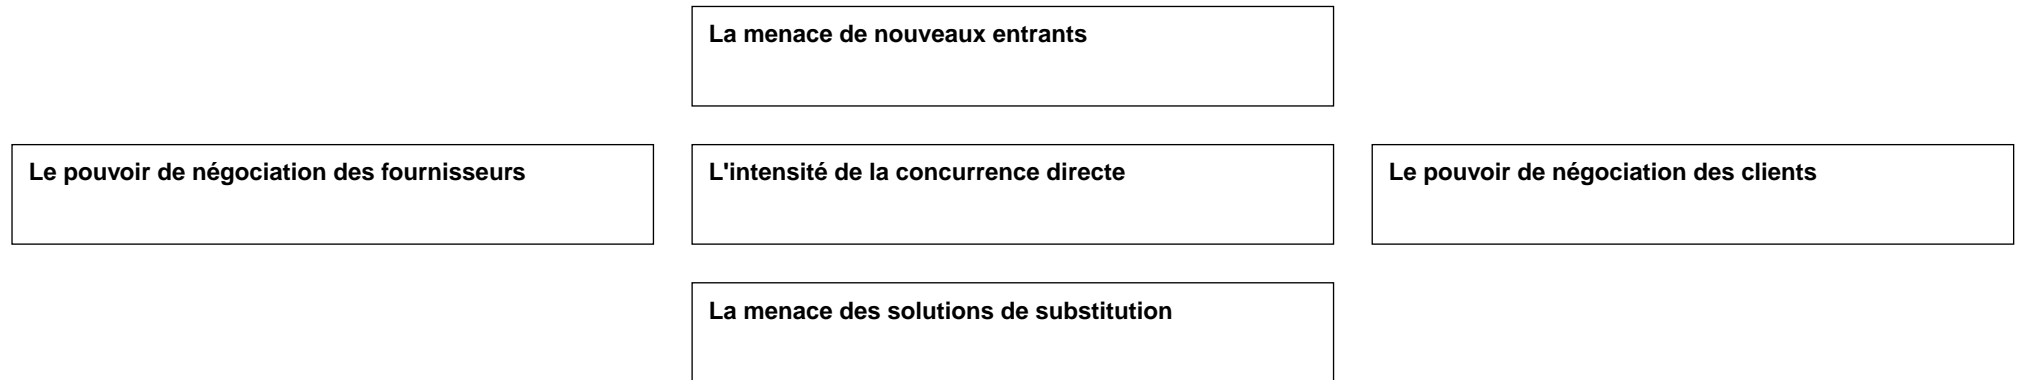 La menace de nouveaux entrants
Le pouvoir de négociation des fournisseurs
L'intensité de la concurrence directe
Le pouvoir de négociation des clients
La menace des solutions de substitution